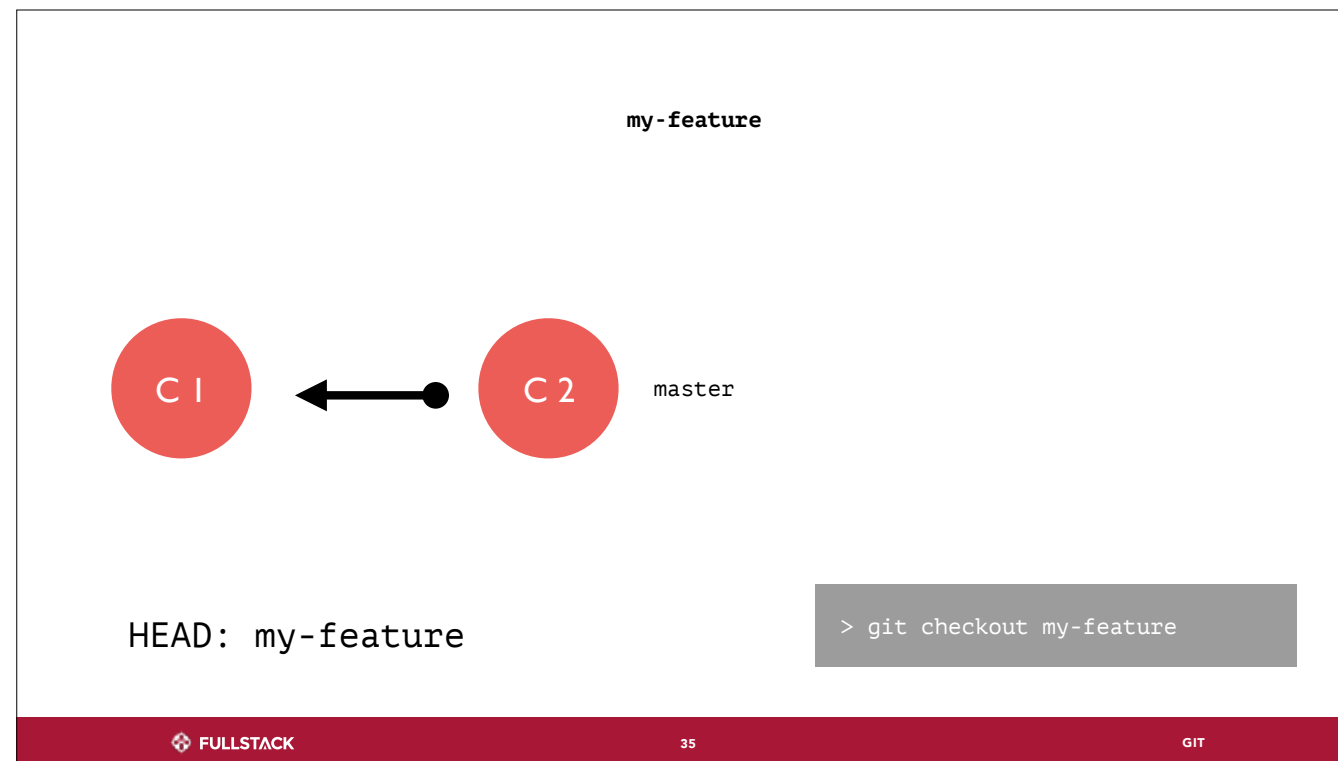 my-feature
C 1
C 2
master
HEAD: my-feature
> git checkout my-feature
FULLSTACK
35
GIT